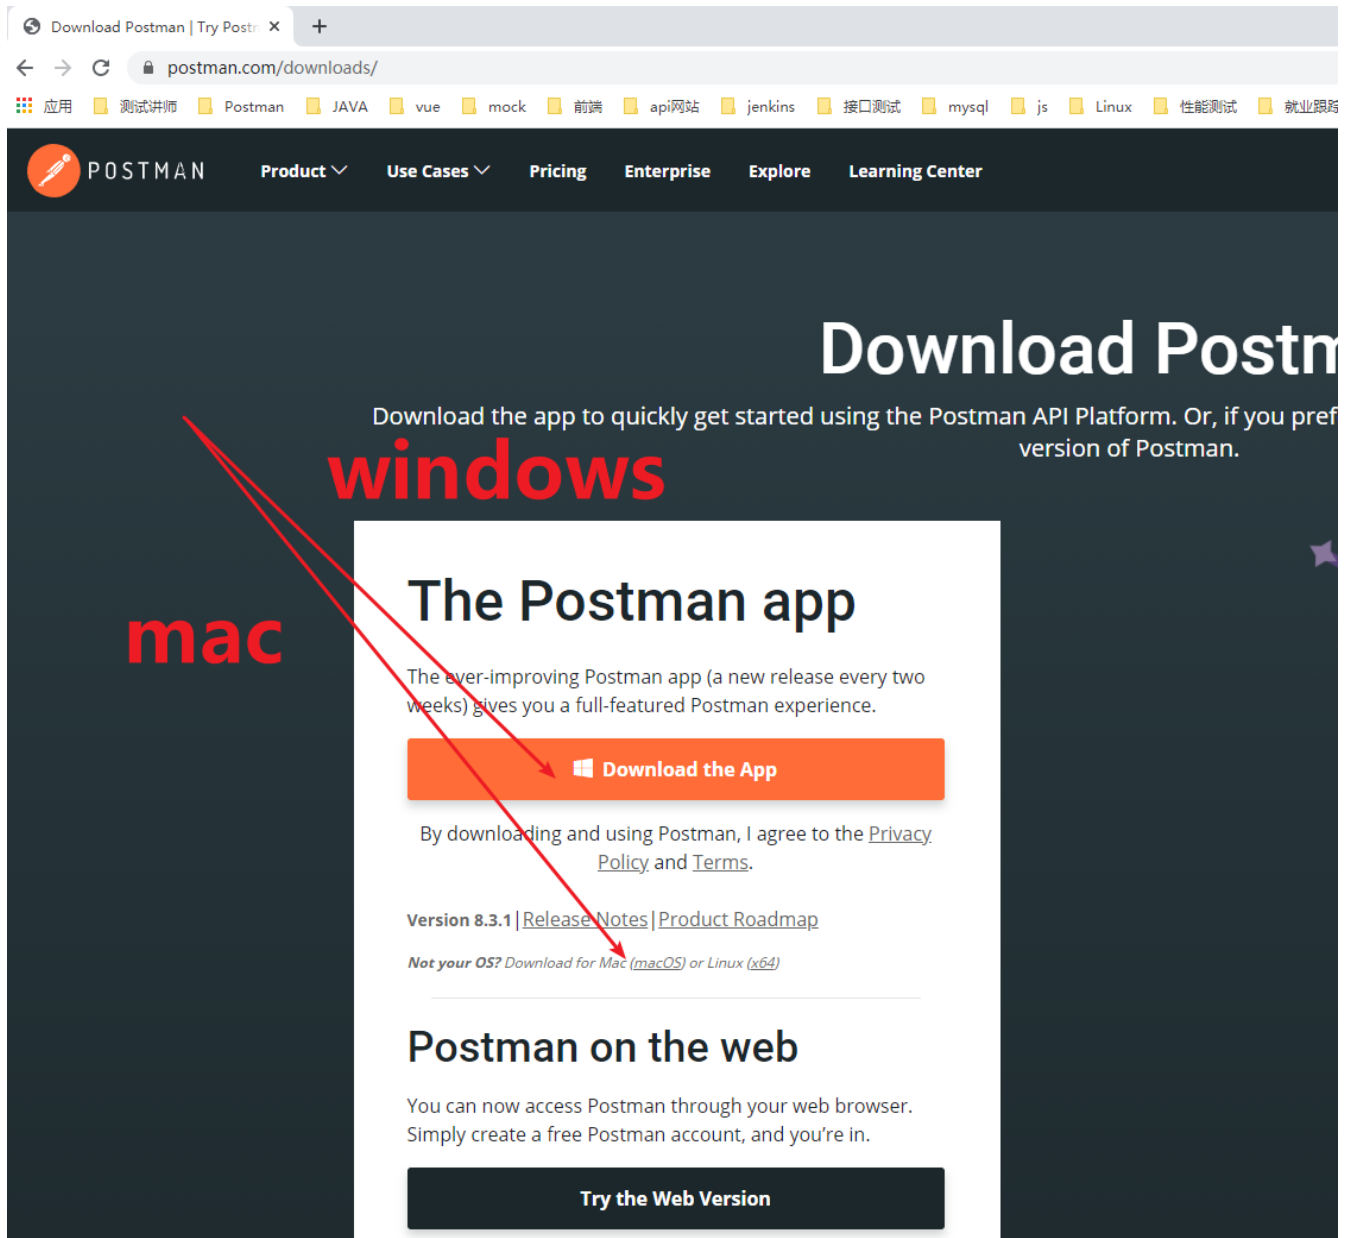 Download Postman | Try Postr
postman.com/downloads/
应用 测试讲师 Postman JAVA vue mock 前端 api网站 jenkins 接口测试 mysql js Linux 性能测试 就业跟踪
POSTMAN Product Use Cases Pricing Enterprise Explore Learning Center
Download Postm
Download the app to quickly get started using the Postman API Platform. Or, if you pref
version of Postman.
windows
The Postman app
mac
The ever-improving Postman app (a new release every two
weeks) gives you a full-featured Postman experience.
Download the App
By downloading and using Postman, I agree to the Privacy
Policy and Terms.
Version 8.3.1 | Release Notes | Product Roadmap
Not your OS? Download for Mac (macOS) or Linux (x64)
Postman on the web
You can now access Postman through your web browser.
Simply create a free Postman account, and you’re in.
Try the Web Version